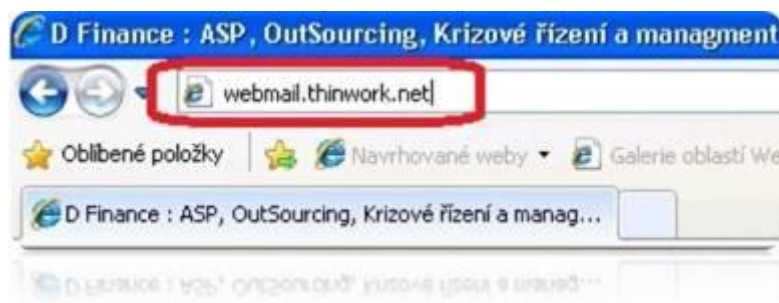 D Finance : ASP, OutSourcing, Krizové řízení a managment
webmail.thinwork.net
Oblíbené položky Navrhované weby Galerie oblastí We
D Finance : ASP, OutSourcing, Krizové řízení a manag...